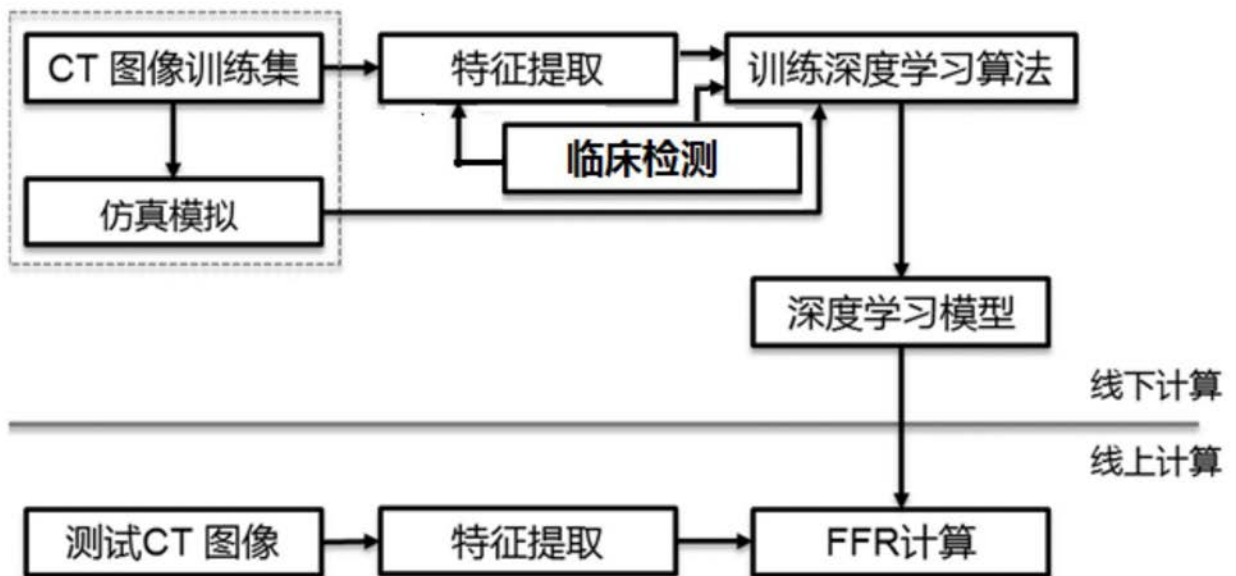 CT 图像训练集
特征提取
训练深度学习算法
临床检测
仿真模拟
深度学习模型
线下计算
线上计算
测试CT 图像
特征提取
FFR计算